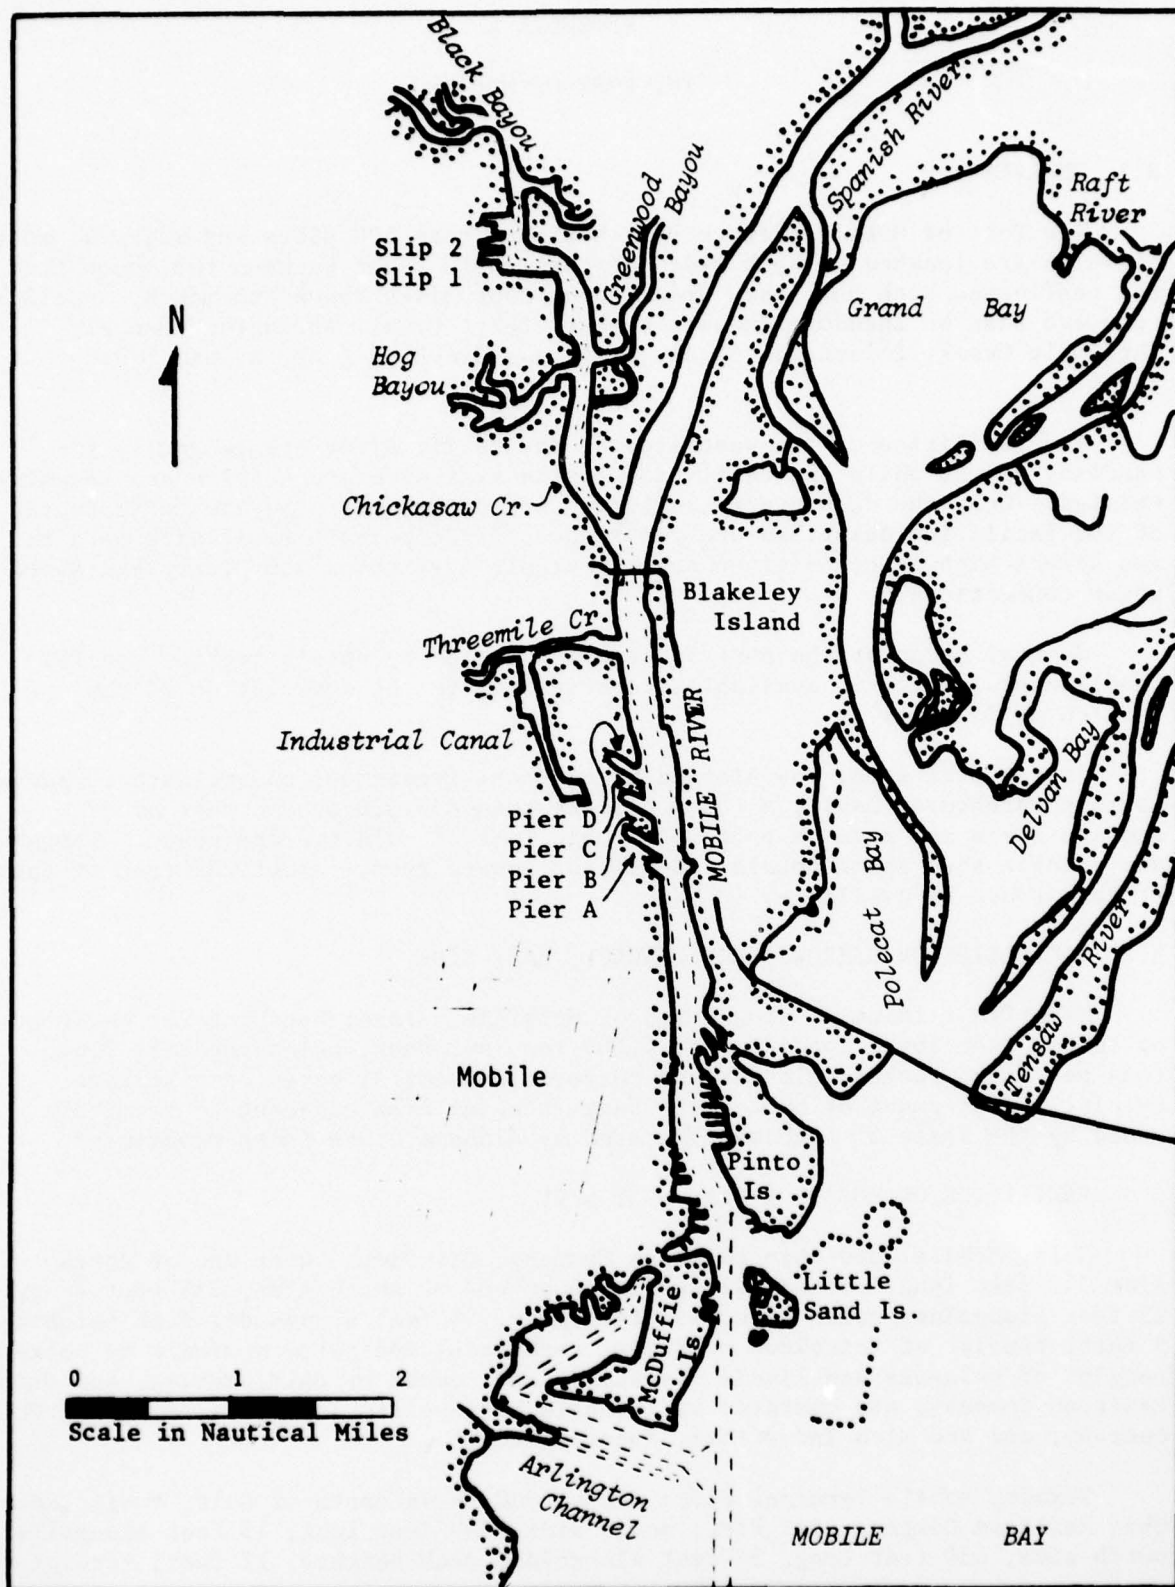 Black Bayou
Spanish River
Greenwood
Bayou
Raft
River
Slip 2
Slip 1
Grand Bay
N
Hog
Bayou
Chickasaw Cr.
Blakeley
Island
Threemile Cr
MOBILE RIVER
Industrial Canal
Delvan Bay
Pier D
Pier C
Pier B
Pier A
Polecat Bay
Tensaw River
Mobile
Pinto
Is.
Little
Sand Is.
McDuffie
Is.
0 1 2
Scale in Nautical Miles
Arlington
Channel
MOBILE BAY